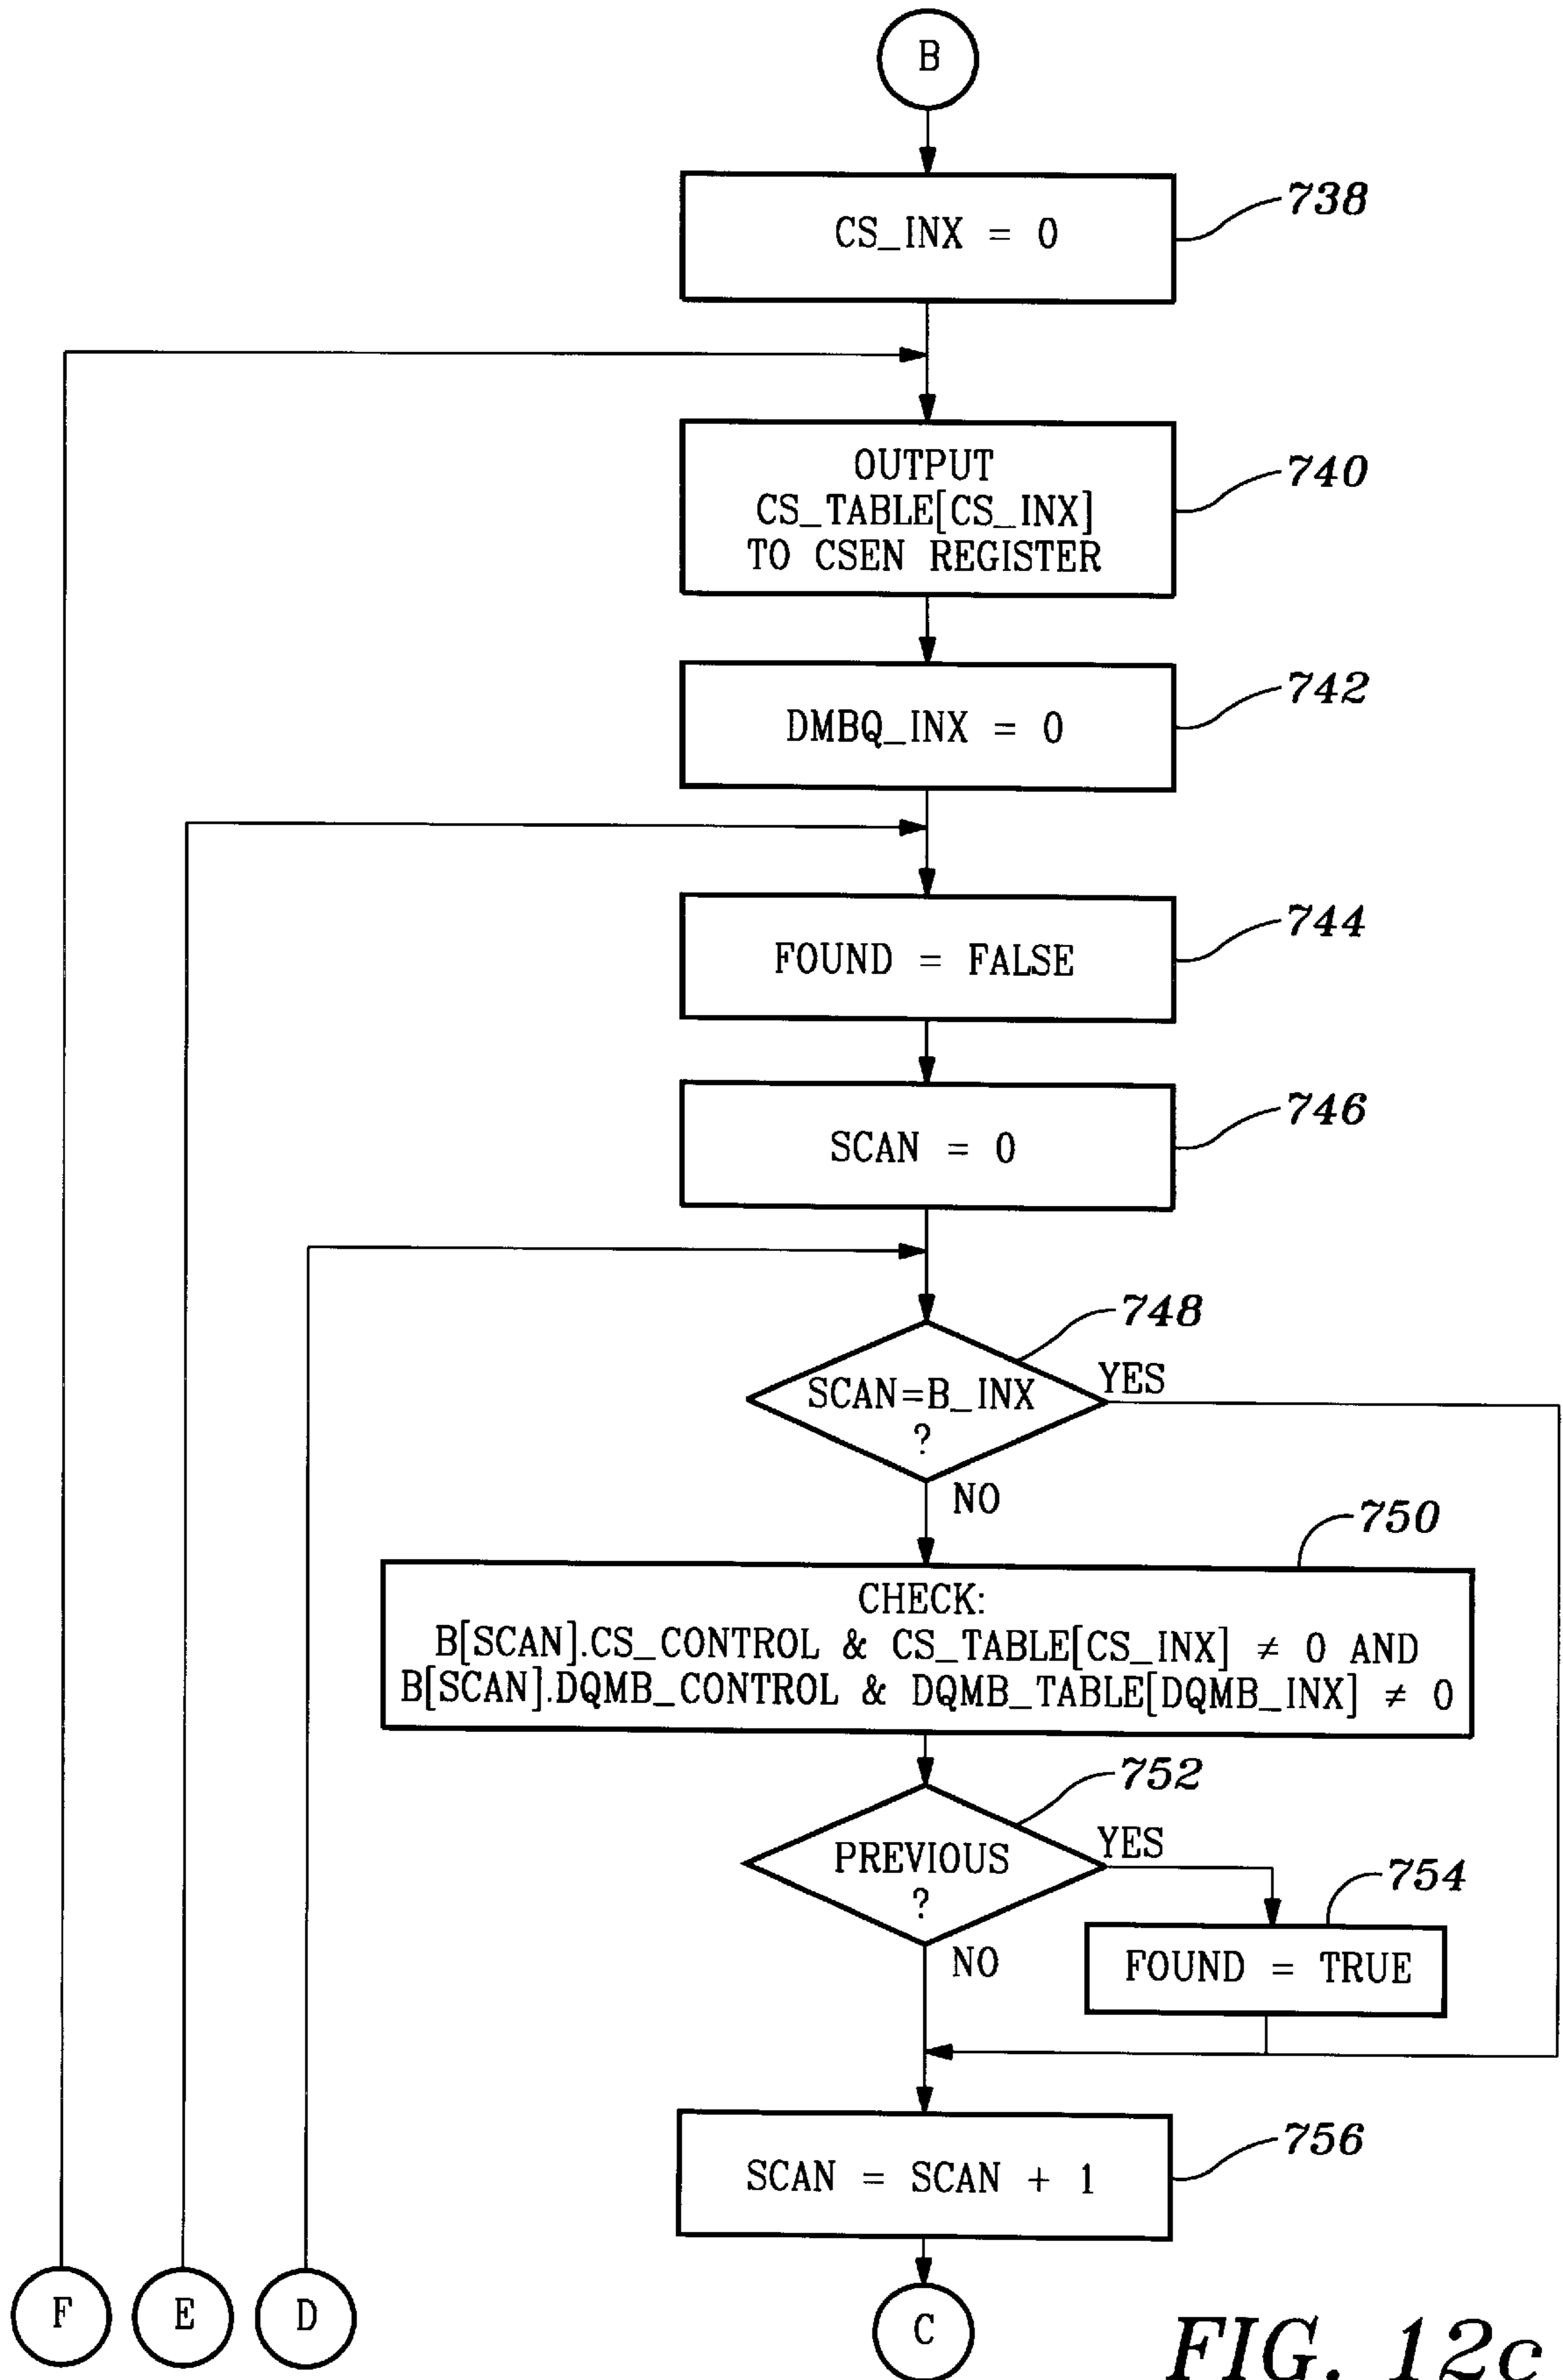 B
CS_INX = 0
738
OUTPUT
CS_TABLE[CS_INX]
TO CSEN REGISTER
740
DMBQ_INX = 0
742
FOUND = FALSE
744
SCAN = 0
746
748
SCAN=B_INX
?
YES
NO
750
CHECK:
B[SCAN].CS_CONTROL & CS_TABLE[CS_INX] ≠ 0 AND
B[SCAN].DQMB_CONTROL & DQMB_TABLE[DQMB_INX] ≠ 0
752
PREVIOUS
?
YES
NO
754
FOUND = TRUE
SCAN = SCAN + 1
756
F
E
D
C
FIG. 12c